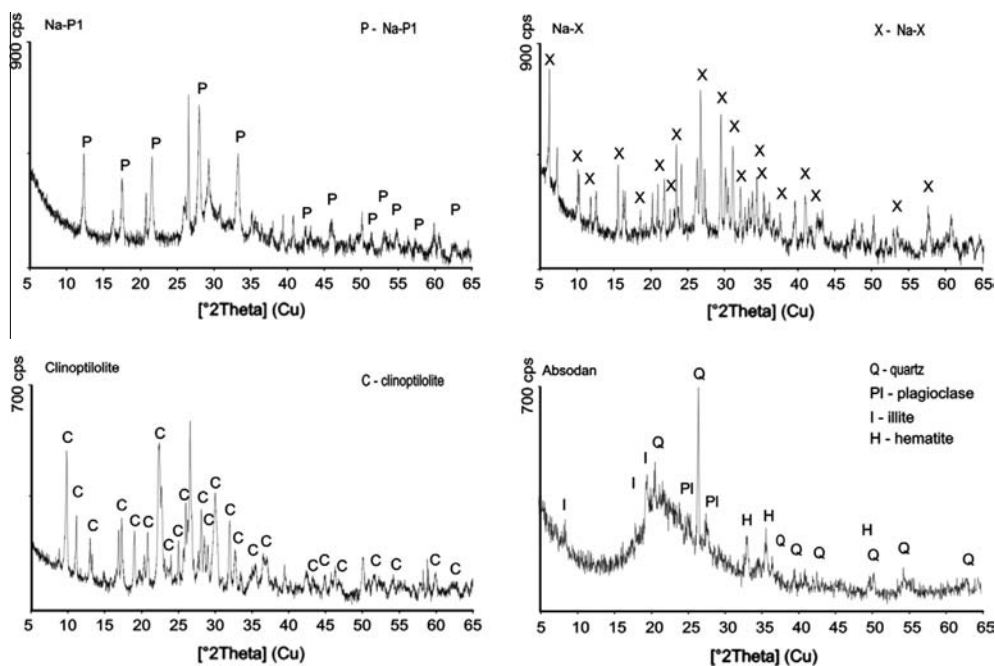 Na-P1
P - Na-P1
900 cps
P P P P P P P P P P P P
5 10 15 20 25 30 35 40 45 50 55 60 65
[°2Theta] (Cu)
Na-X
X - Na-X
900 cps
X X X X X X X X X X X X X X X X X X X
5 10 15 20 25 30 35 40 45 50 55 60 65
[°2Theta] (Cu)
Clinoptilolite
C - clinoptilolite
700 cps
C C C C C C C C C C C C C C C C C C C C C C C C
5 10 15 20 25 30 35 40 45 50 55 60 65
[°2Theta] (Cu)
Absodan
Q - quartz
Pl - plagioclase
I - illite
H - hematite
700 cps
I I I Q Pl Q Pl H H Q Q Q H Q Q Q
5 10 15 20 25 30 35 40 45 50 55 60 65
[°2Theta] (Cu)